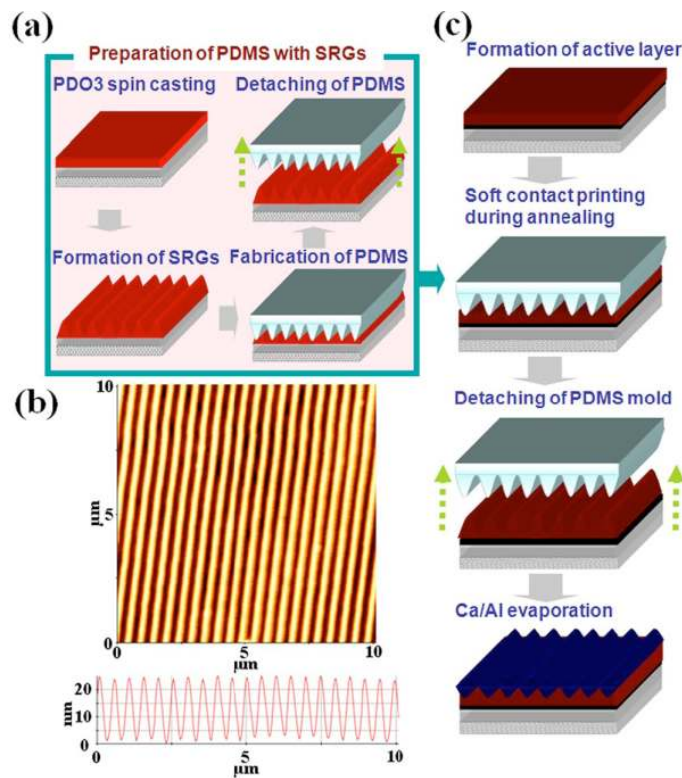 (a)
Preparation of PDMS with SRGs
PDO3 spin casting
Detaching of PDMS
Formation of SRGs
Fabrication of PDMS
(b)
10
5
0
μm
0
5
10
μm
20
10
0
nm
0
5
10
μm
(c)
Formation of active layer
Soft contact printing
during annealing
Detaching of PDMS mold
Ca/Al evaporation